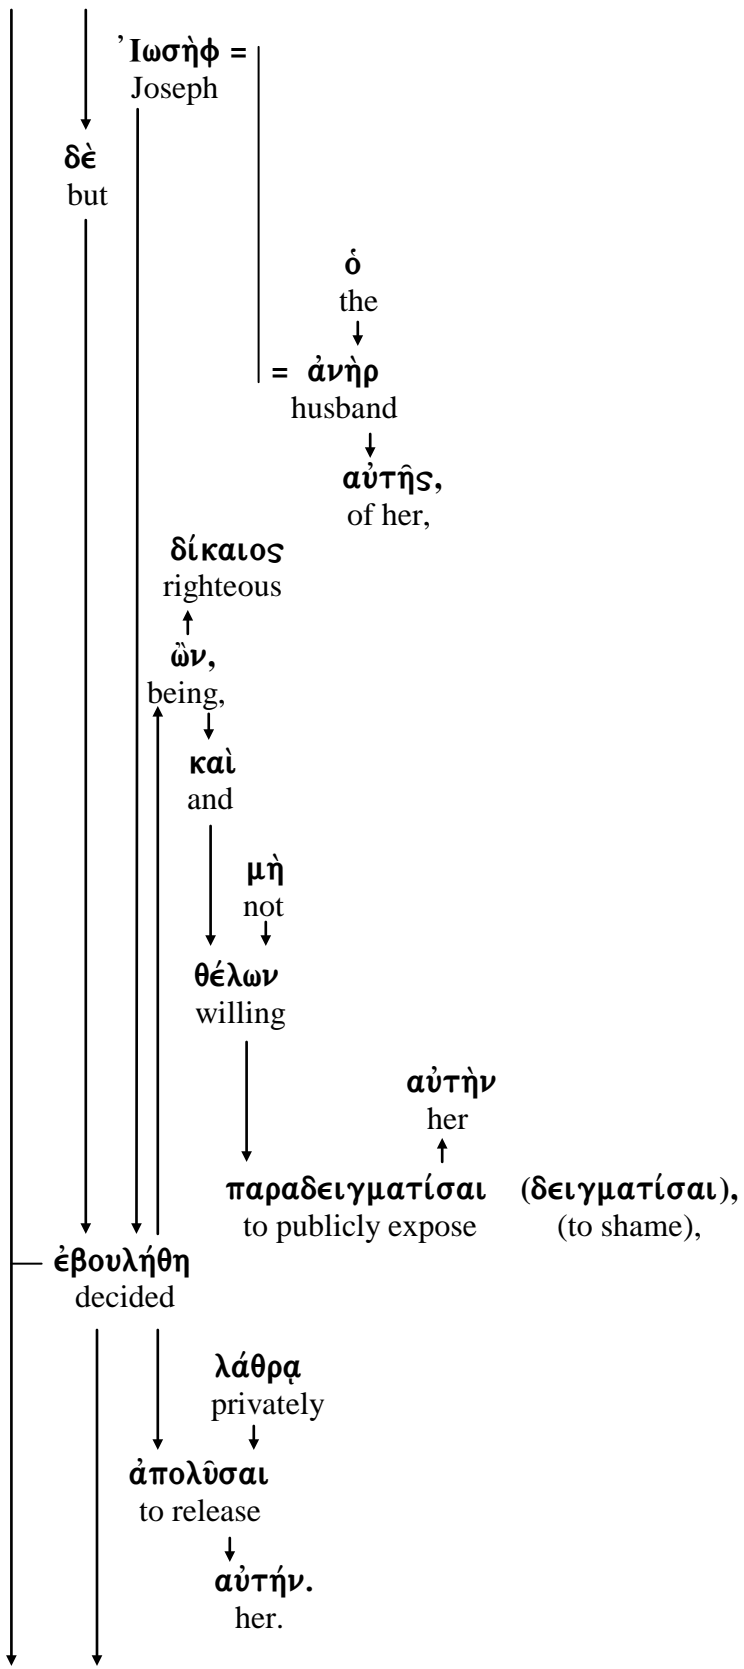 Ἰωσὴφ =
Joseph
δὲ
but
ὁ
the
= ἀνὴρ
husband
αὐτῆς,
of her,
δίκαιος
righteous
ὢν,
being,
καὶ
and
μὴ
not
θέλων
willing
αὐτὴν
her
παραδειγματίσαι (δειγματίσαι),
to publicly expose (to shame),
ἐβουλήθη
decided
λάθρᾳ
privately
ἀπολῦσαι
to release
αὐτήν.
her.